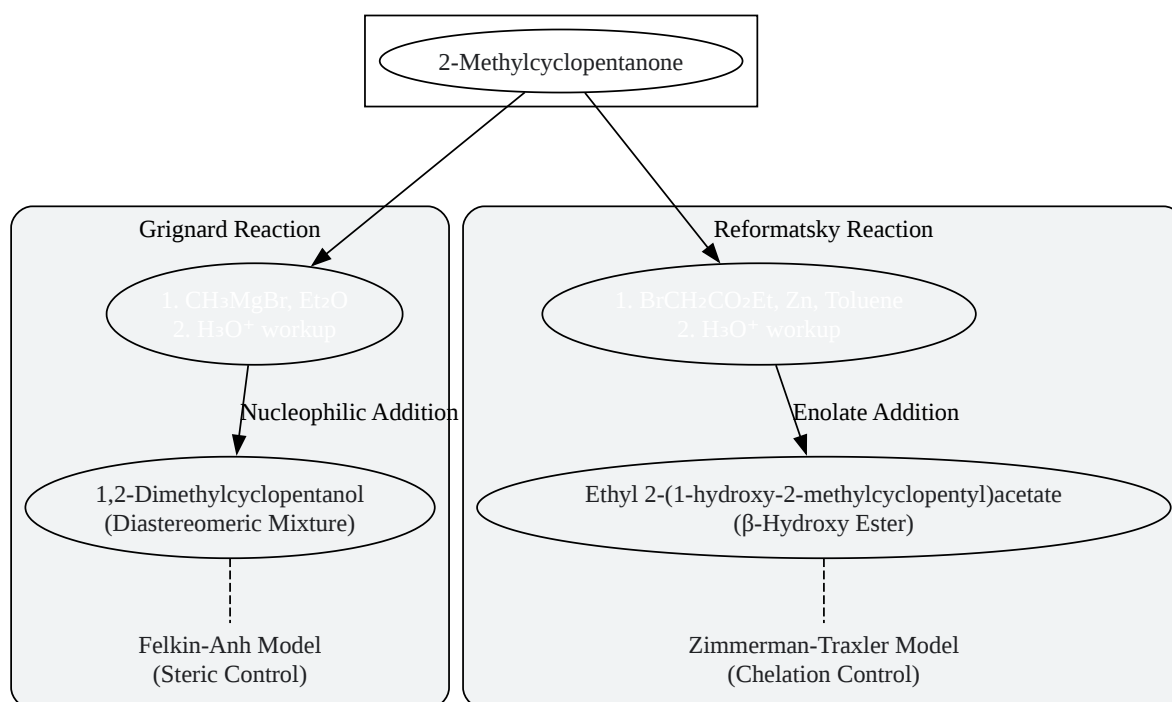 2-Methylcyclopentanone
Grignard Reaction
1. CH₃MgBr, Et₂O
2. H₃O⁺ workup
Nucleophilic Addition
1,2-Dimethylcyclopentanol
(Diastereomeric Mixture)
Felkin-Anh Model
(Steric Control)
Reformatsky Reaction
1. BrCH₂CO₂Et, Zn, Toluene
2. H₃O⁺ workup
Enolate Addition
Ethyl 2-(1-hydroxy-2-methylcyclopentyl)acetate
(β-Hydroxy Ester)
Zimmerman-Traxler Model
(Chelation Control)